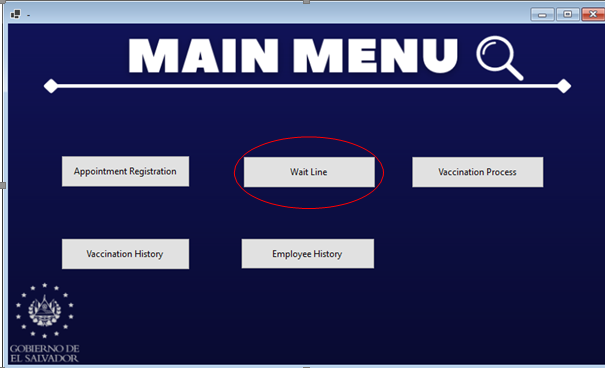 MAIN MENU
Appointment Registration
Wait Line
Vaccination Process
Vaccination History
Employee History
GOBIERNO DE
EL SALVADOR